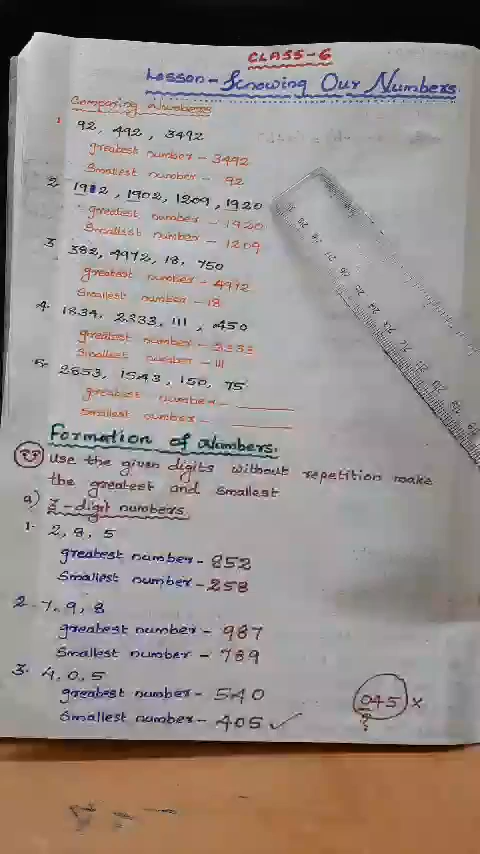 CLASS-6
Lesson - Knowing Our Numbers.
Comparing Numbers
1. 92, 492, 3492
greatest number - 3492
Smallest number - 92
2. 1902, 1209, 1920
greatest number - 1920
Smallest number - 1209
3. 382, 4972, 18, 750
greatest number - 4972
Smallest number - 18
4. 1834, 2333, 111, 450
greatest number - 2333
Smallest number - 111
5. 2853, 1543, 150, 75
greatest number - ______
Smallest number - ______
Formation of Numbers.
Use the given digits without repetition make
the greatest and smallest
a) 3-digit numbers.
1. 2, 8, 5
greatest number - 852
Smallest number - 258
2. 7, 9, 8
greatest number - 987
Smallest number - 789
3. 4, 0, 5
greatest number - 540
Smallest number - 405 ✓
045 ×
?